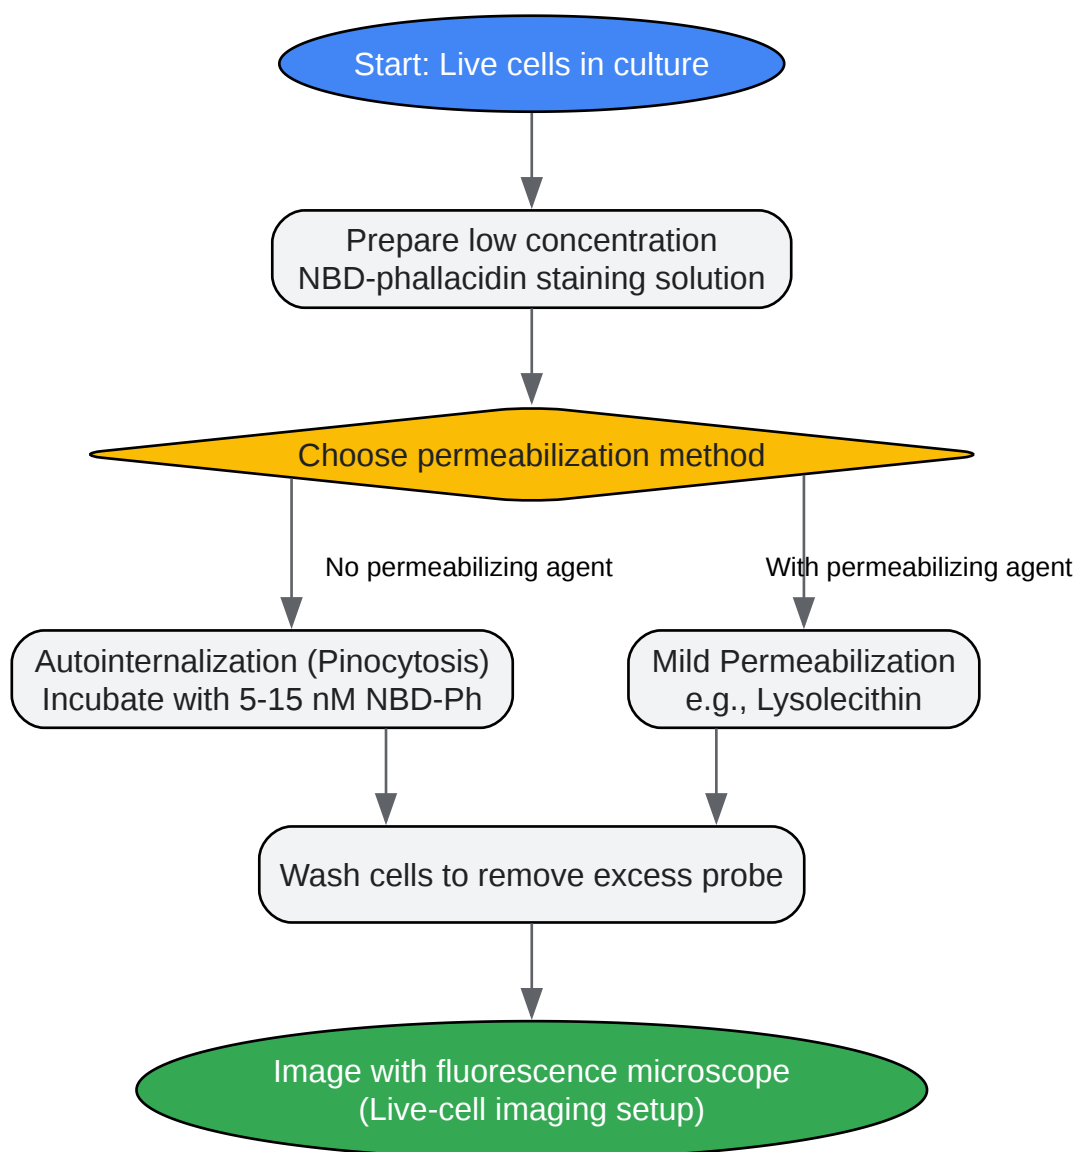 Start: Live cells in culture
Prepare low concentration
NBD-phallacidin staining solution
Choose permeabilization method
No permeabilizing agent
With permeabilizing agent
Autointernalization (Pinocytosis)
Incubate with 5-15 nM NBD-Ph
Mild Permeabilization
e.g., Lysolecithin
Wash cells to remove excess probe
Image with fluorescence microscope
(Live-cell imaging setup)